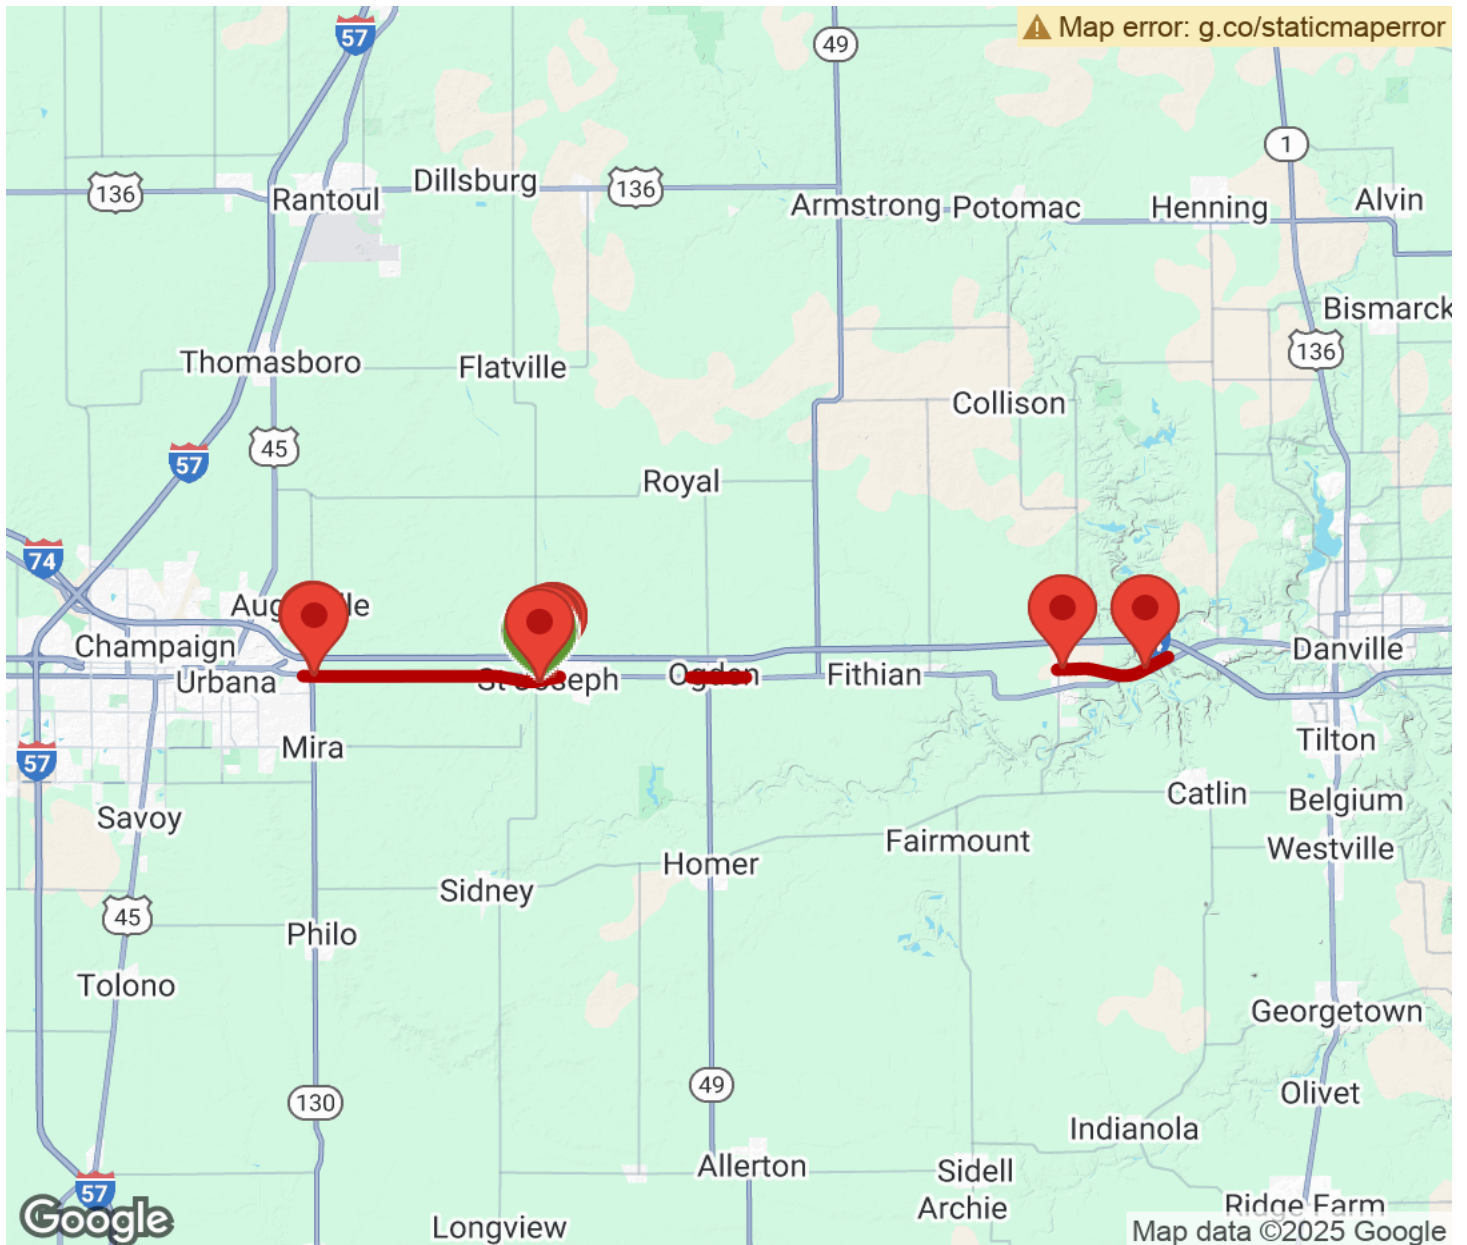 Map error: g.co/staticmaperror
57
49
1
136
Dillsburg
136
Rantoul
Armstrong
Potomac
Henning
Alvin
Bismarck
136
Thomasboro
Flatville
Collison
45
57
Royal
74
Champaign
Danville
Urbana
St Joseph
Ogden
Fithian
Mira
Tilton
57
Catlin
Belgium
Savoy
Fairmount
Westville
Homer
Sidney
45
Philo
Tolono
Georgetown
49
Olivet
130
Indianola
Allerton
Sidell
57
Archie
Ridge Farm
Google
Longview
Map data ©2025 Google